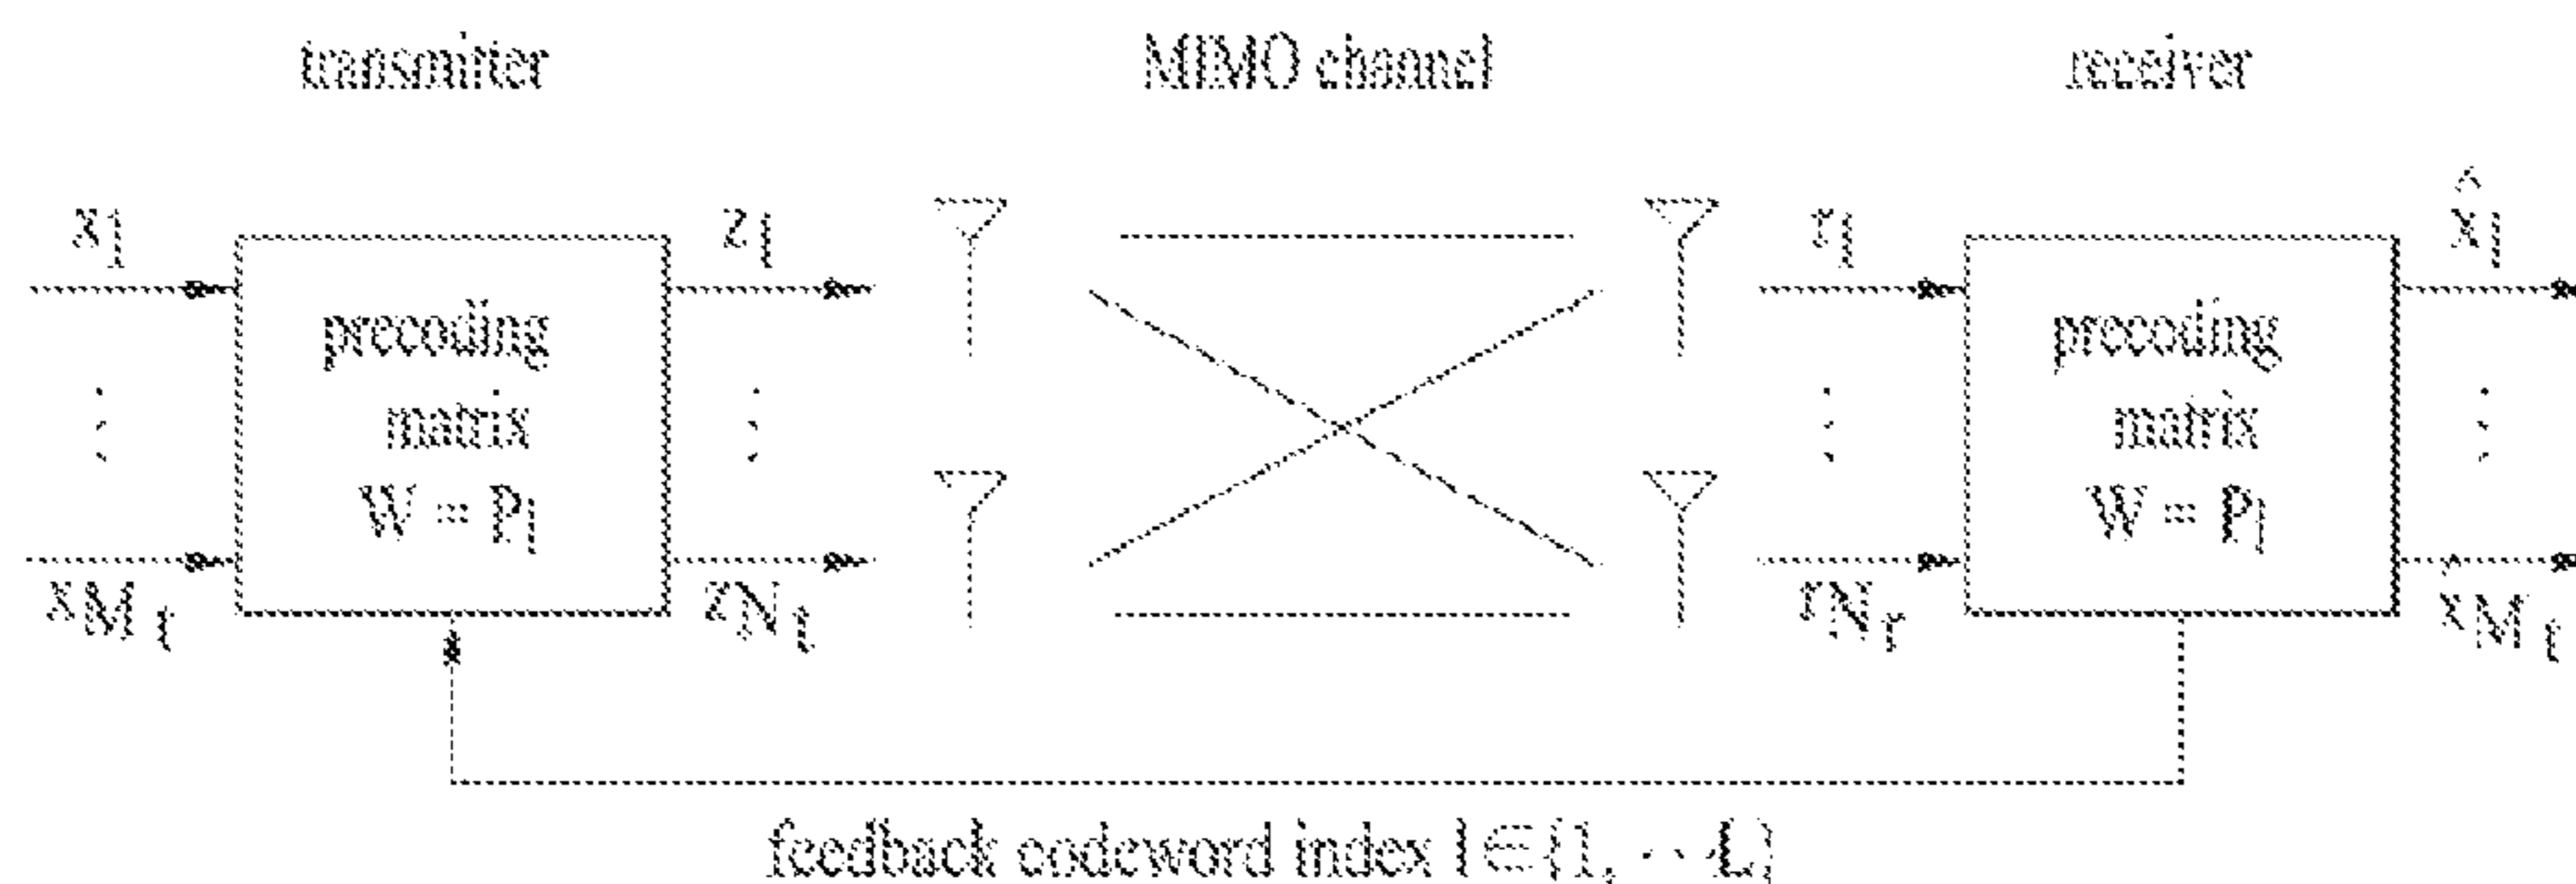 transmitter
MIMO channel
receiver
x1
z1
r1
x̂1
precoding
matrix
W = Pl
precoding
matrix
W = Pl
xMt
zNt
rNr
x̂Mt
feedback codeword index l∈{1, ···L}